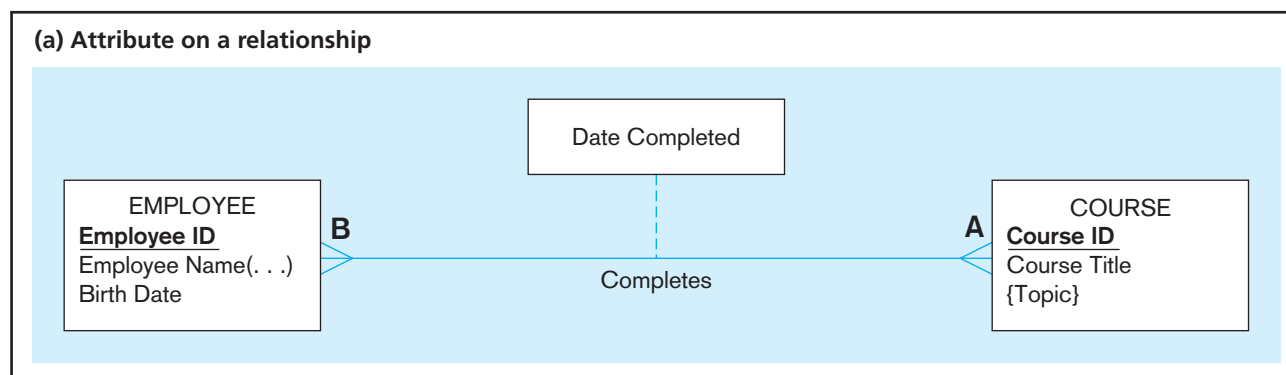 (a) Attribute on a relationship
Date Completed
EMPLOYEE
Employee ID
Employee Name(. . .)
Birth Date
B
Completes
A
COURSE
Course ID
Course Title
{Topic}